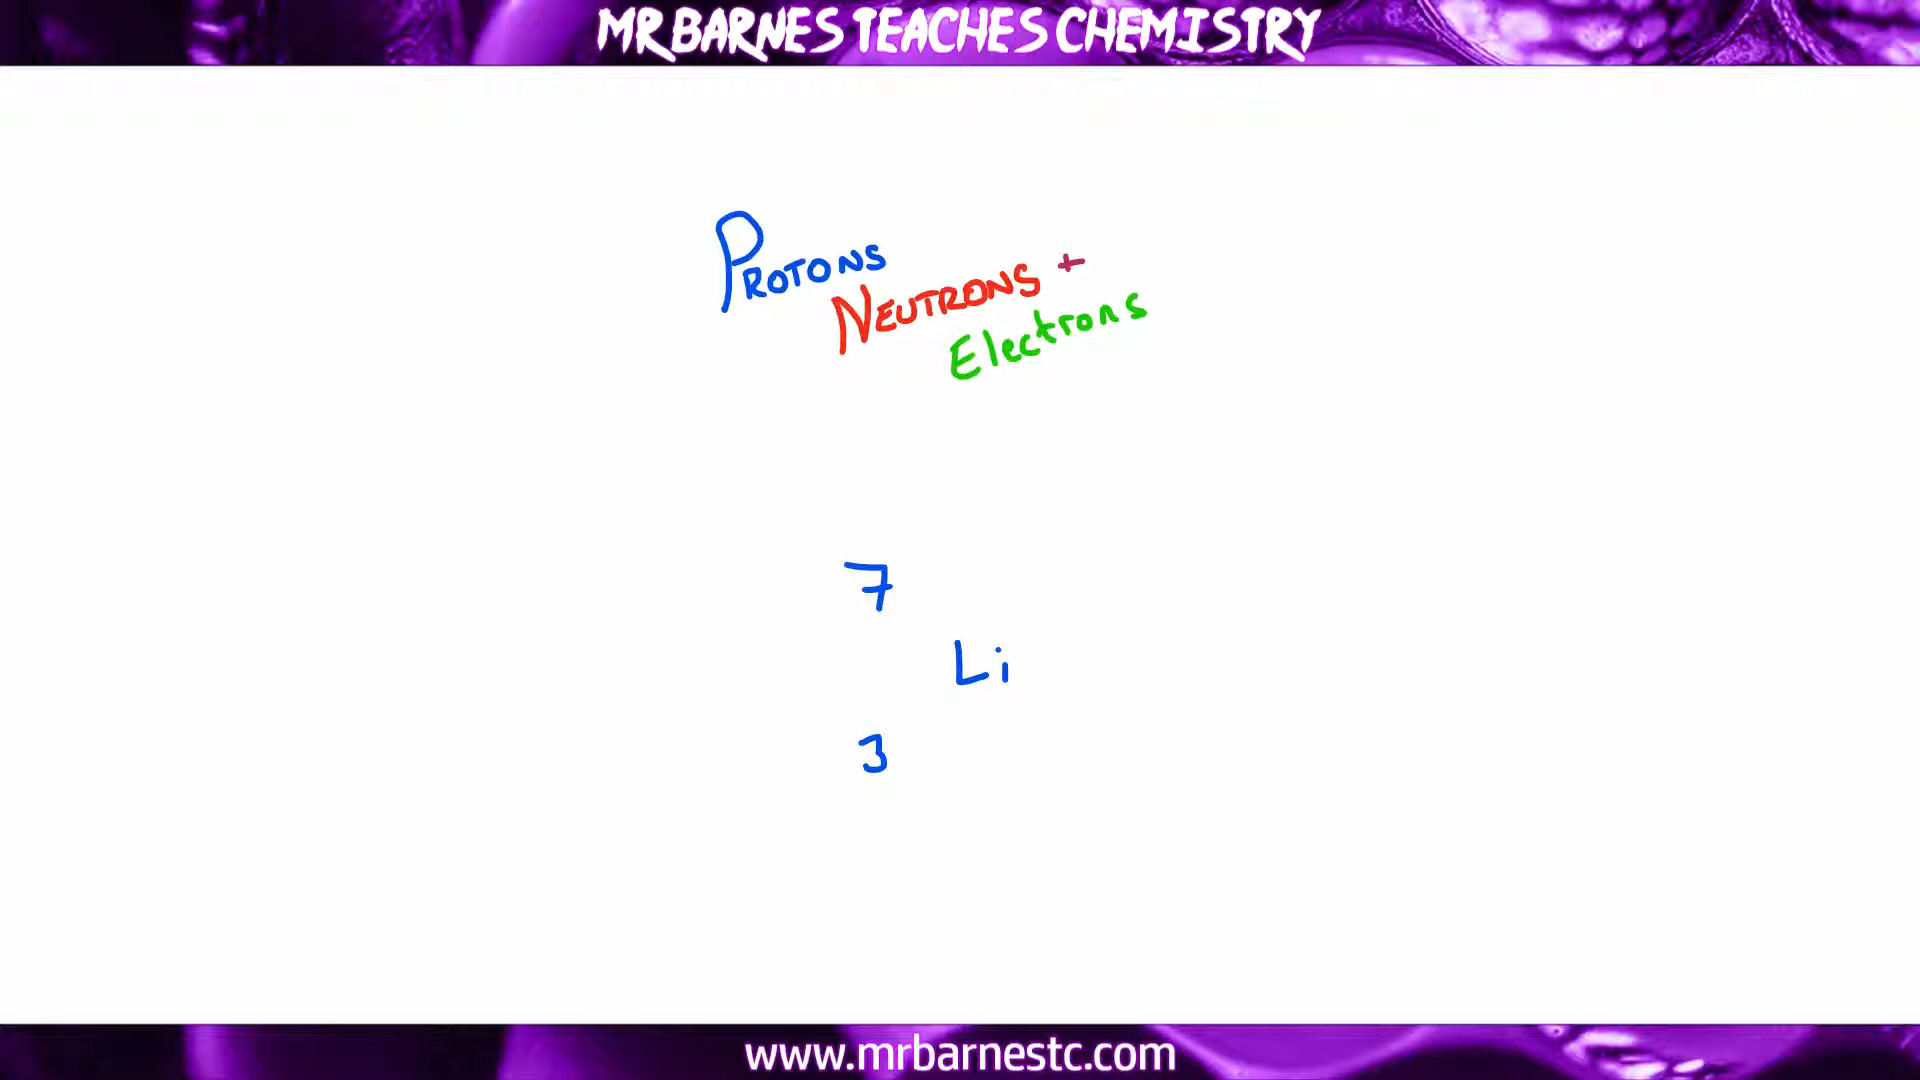 MR BARNES TEACHES CHEMISTRY
PROTONS
NEUTRONS +
Electrons
7
Li
3
www.mrbarnestc.com